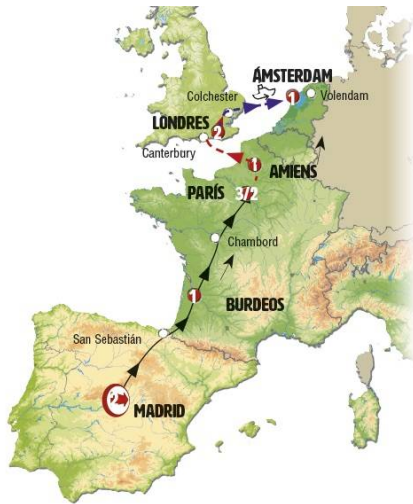 ÁMSTERDAM
1
Volendam
Colchester
LONDRES
2
Canterbury
1
AMIENS
PARÍS
3/2
Chambord
1
BURDEOS
San Sebastián
2
MADRID